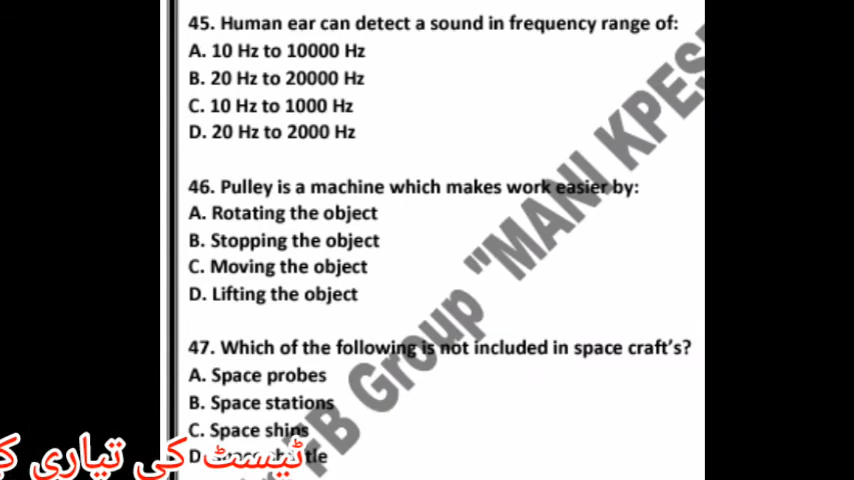 45. Human ear can detect a sound in frequency range of:
A. 10 Hz to 10000 Hz
B. 20 Hz to 20000 Hz
C. 10 Hz to 1000 Hz
D. 20 Hz to 2000 Hz
46. Pulley is a machine which makes work easier by:
A. Rotating the object
B. Stopping the object
C. Moving the object
D. Lifting the object
47. Which of the following is not included in space craft's?
A. Space probes
B. Space stations
C. Space ships
D.
FB Group "MANI KPES
ٹیسٹ کی تیاری